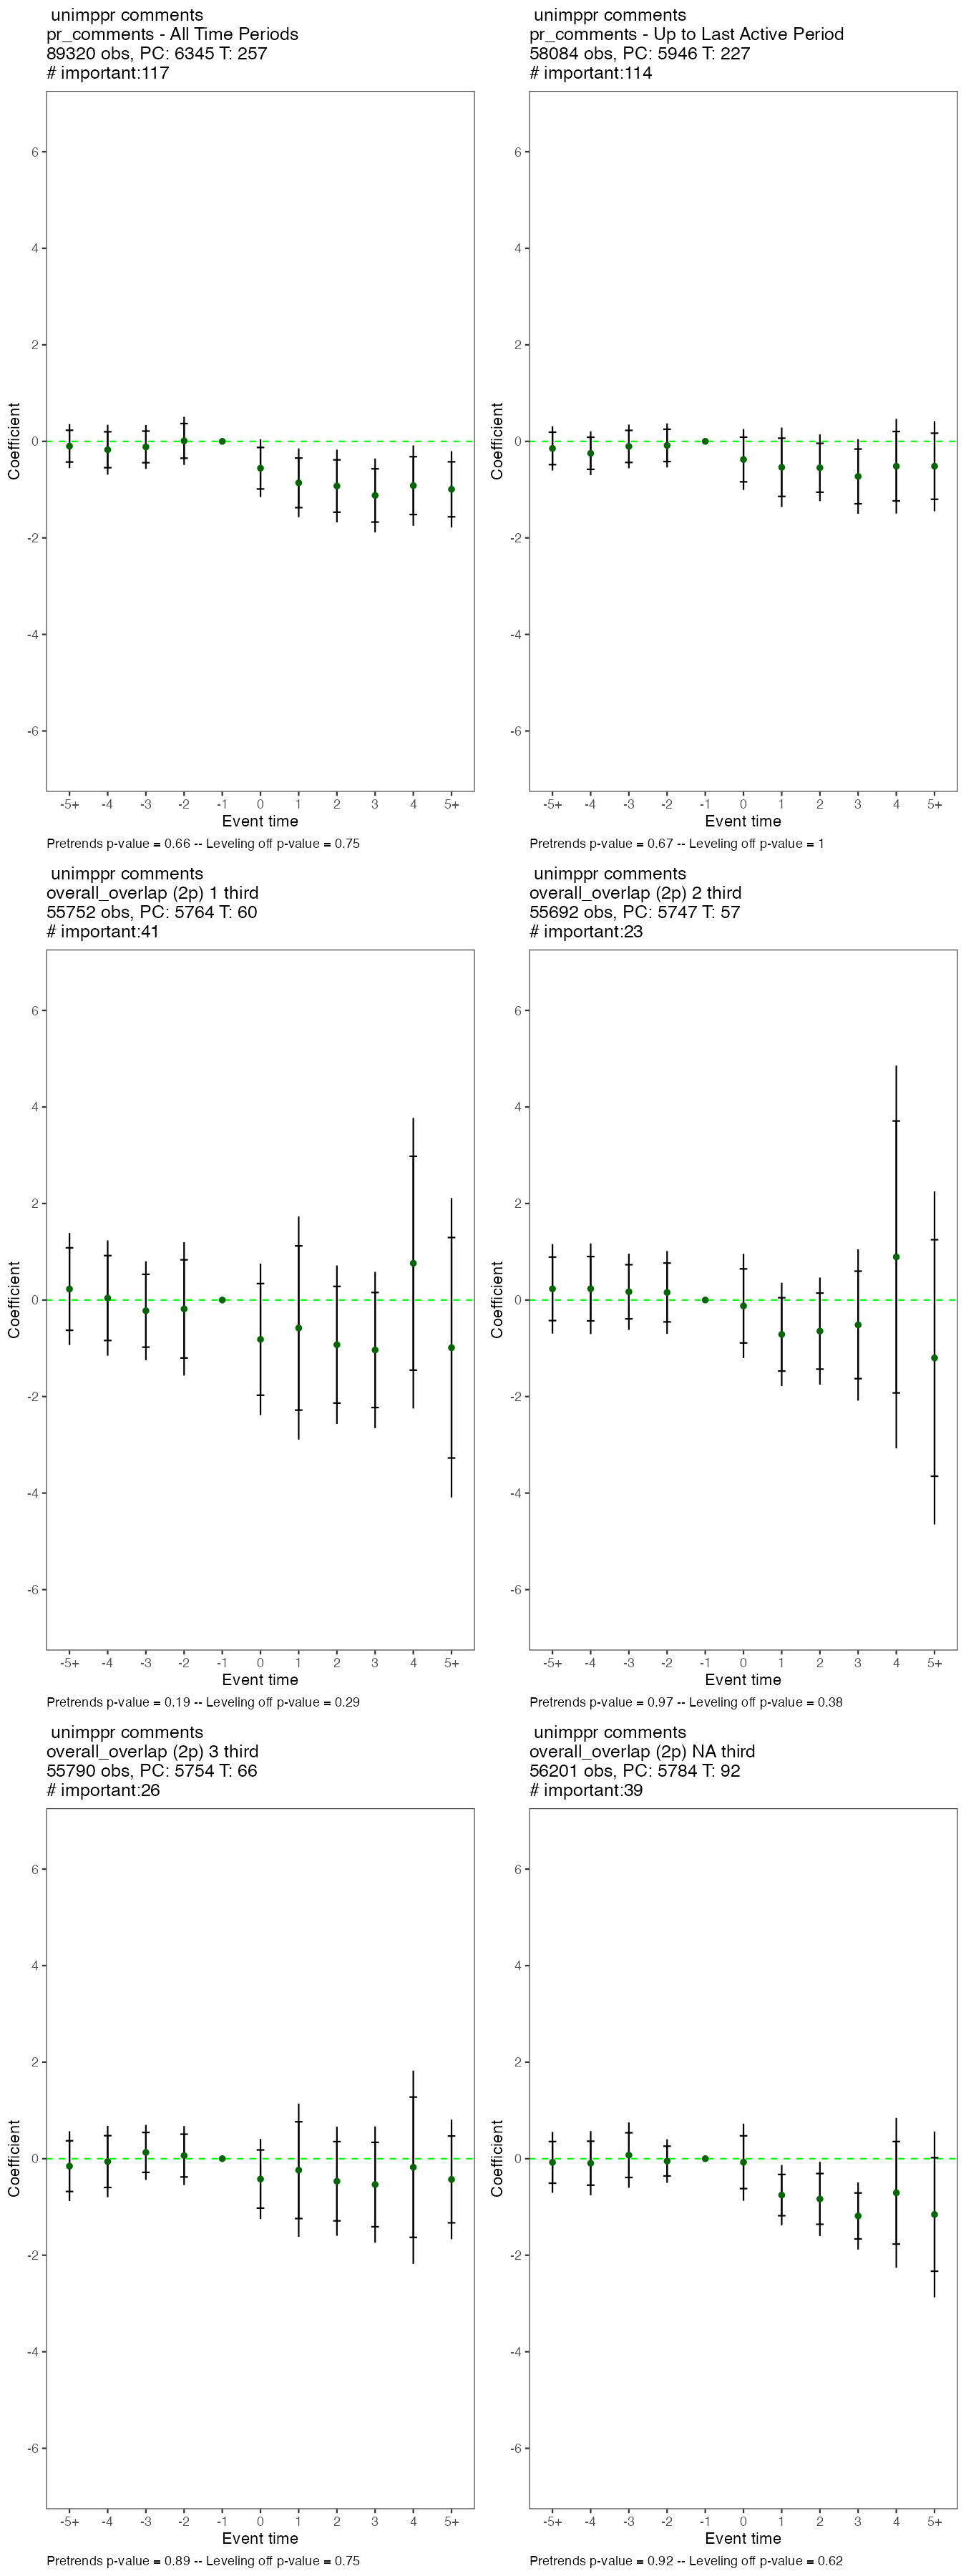 unimppr comments
pr_comments - All Time Periods
89320 obs, PC: 6345 T: 257
# important:117
6
4
2
0
-2
-4
-6
Coefficient
-5+ -4 -3 -2 -1 0 1 2 3 4 5+
Event time
Pretrends p-value = 0.66 -- Leveling off p-value = 0.75
unimppr comments
pr_comments - Up to Last Active Period
58084 obs, PC: 5946 T: 227
# important:114
6
4
2
0
-2
-4
-6
Coefficient
-5+ -4 -3 -2 -1 0 1 2 3 4 5+
Event time
Pretrends p-value = 0.67 -- Leveling off p-value = 1
unimppr comments
overall_overlap (2p) 1 third
55752 obs, PC: 5764 T: 60
# important:41
6
4
2
0
-2
-4
-6
Coefficient
-5+ -4 -3 -2 -1 0 1 2 3 4 5+
Event time
Pretrends p-value = 0.19 -- Leveling off p-value = 0.29
unimppr comments
overall_overlap (2p) 2 third
55692 obs, PC: 5747 T: 57
# important:23
6
4
2
0
-2
-4
-6
Coefficient
-5+ -4 -3 -2 -1 0 1 2 3 4 5+
Event time
Pretrends p-value = 0.97 -- Leveling off p-value = 0.38
unimppr comments
overall_overlap (2p) 3 third
55790 obs, PC: 5754 T: 66
# important:26
6
4
2
0
-2
-4
-6
Coefficient
-5+ -4 -3 -2 -1 0 1 2 3 4 5+
Event time
Pretrends p-value = 0.89 -- Leveling off p-value = 0.75
unimppr comments
overall_overlap (2p) NA third
56201 obs, PC: 5784 T: 92
# important:39
6
4
2
0
-2
-4
-6
Coefficient
-5+ -4 -3 -2 -1 0 1 2 3 4 5+
Event time
Pretrends p-value = 0.92 -- Leveling off p-value = 0.62